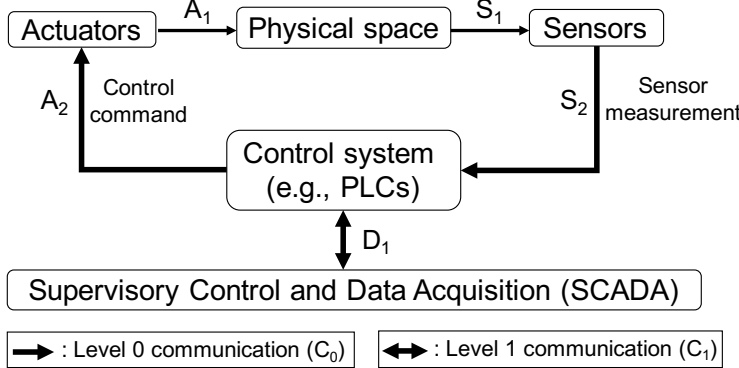 Actuators
A₁
Physical space
S₁
Sensors
A₂
Control
command
S₂
Sensor
measurement
Control system
(e.g., PLCs)
D₁
Supervisory Control and Data Acquisition (SCADA)
: Level 0 communication (C₀)
: Level 1 communication (C₁)